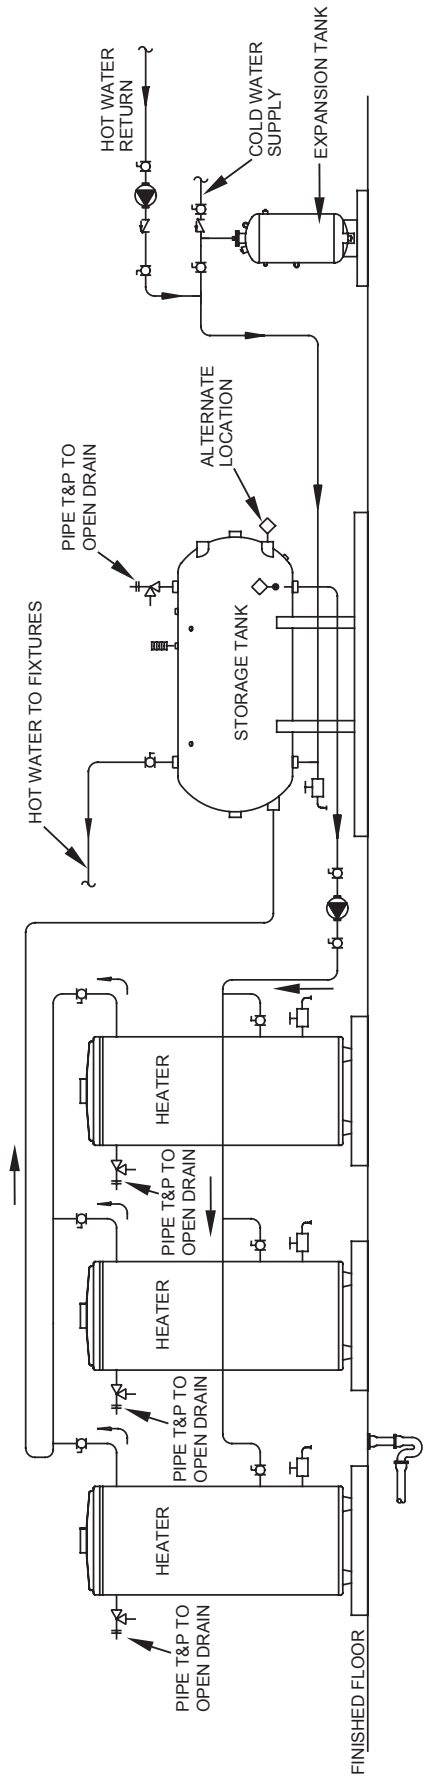 HOT WATER
RETURN
COLD WATER
SUPPLY
EXPANSION TANK
PIPE T&P TO
OPEN DRAIN
ALTERNATE
LOCATION
HOT WATER TO FIXTURES
STORAGE TANK
HEATER
PIPE T&P TO
OPEN DRAIN
HEATER
PIPE T&P TO
OPEN DRAIN
HEATER
PIPE T&P TO
OPEN DRAIN
FINISHED FLOOR